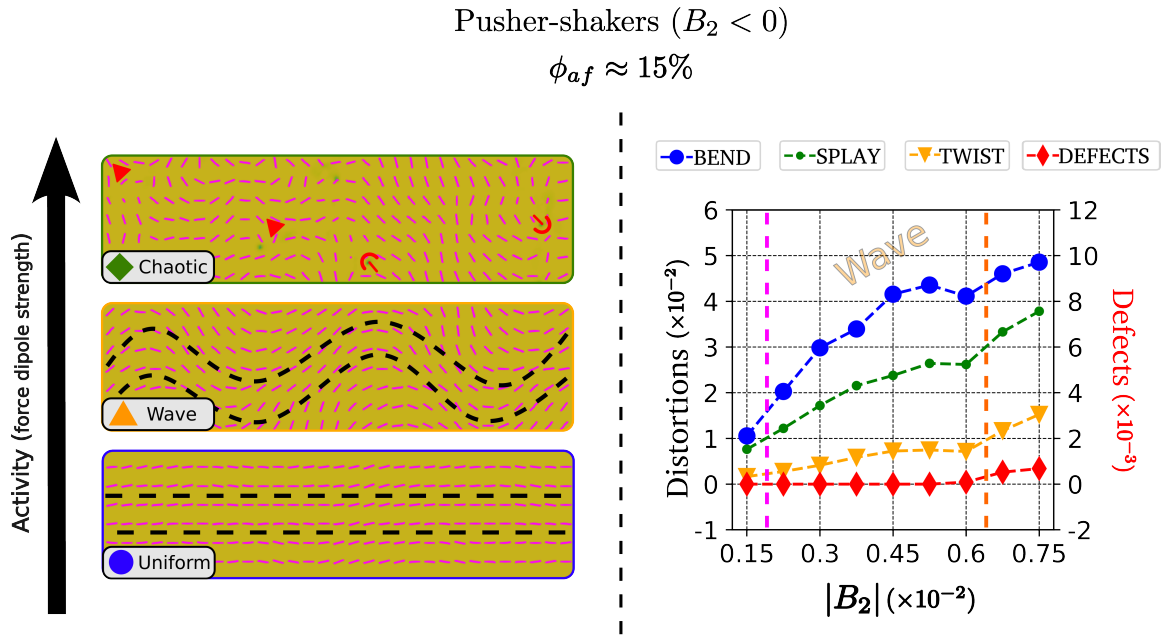 Pusher-shakers (B₂ < 0)
ϕ_af ≈ 15%
Activity (force dipole strength)
Chaotic
Wave
Uniform
BEND
SPLAY
TWIST
DEFECTS
Wave
Distortions (×10⁻²)
6
5
4
3
2
1
0
-1
Defects (×10⁻³)
12
10
8
6
4
2
0
-2
0.15 0.3 0.45 0.6 0.75
|B₂| (×10⁻²)